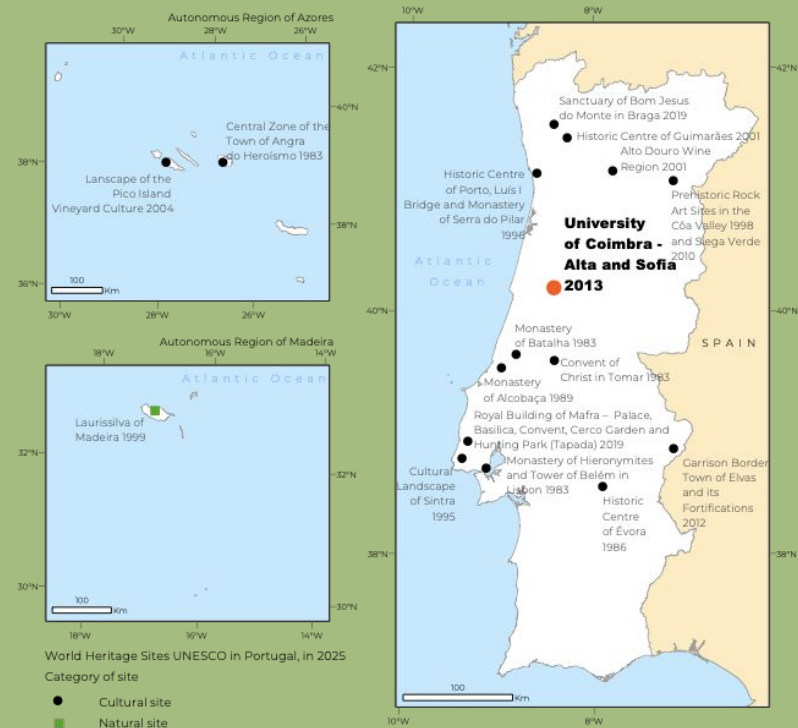 Autonomous Region of Azores
30°W
28°W
26°W
Atlantic Ocean
40°N
38°N
38°N
36°N
Central Zone of the
Town of Angra
do Heroísmo 1983
Lanscape of the
Pico Island
Vineyard Culture 2004
100
Km
30°W
28°W
26°W
Autonomous Region of Madeira
18°W
16°W
14°W
Atlantic Ocean
Laurissilva of
Madeira 1999
32°N
32°N
30°N
30°N
100
Km
18°W
16°W
14°W
World Heritage Sites UNESCO in Portugal, in 2025
Category of site
Cultural site
Natural site
10°W
8°W
42°N
42°N
Sanctuary of Bom Jesus
do Monte in Braga 2019
Historic Centre of Guimarães 2001
Alto Douro Wine
Region 2001
Historic Centre
of Porto, Luís I
Bridge and Monastery
of Serra do Pilar
1996
Prehistoric Rock
Art Sites in the
Côa Valley 1998
and Siega Verde
2010
University
of Coimbra -
Alta and Sofia
2013
Atlantic
Ocean
40°N
40°N
SPAIN
Monastery
of Batalha 1983
Convent of
Christ in Tomar 1983
Monastery
of Alcobaça 1989
Royal Building of Mafra – Palace,
Basilica, Convent, Cerco Garden and
Hunting Park (Tapada) 2019
Monastery of Hieronymites
and Tower of Belém in
Lisbon 1983
Cultural
Landscape
of Sintra
1995
Garrison Border
Town of Elvas
and its
Fortifications
2012
Historic
Centre
of Évora
1986
38°N
38°N
100
Km
10°W
8°W